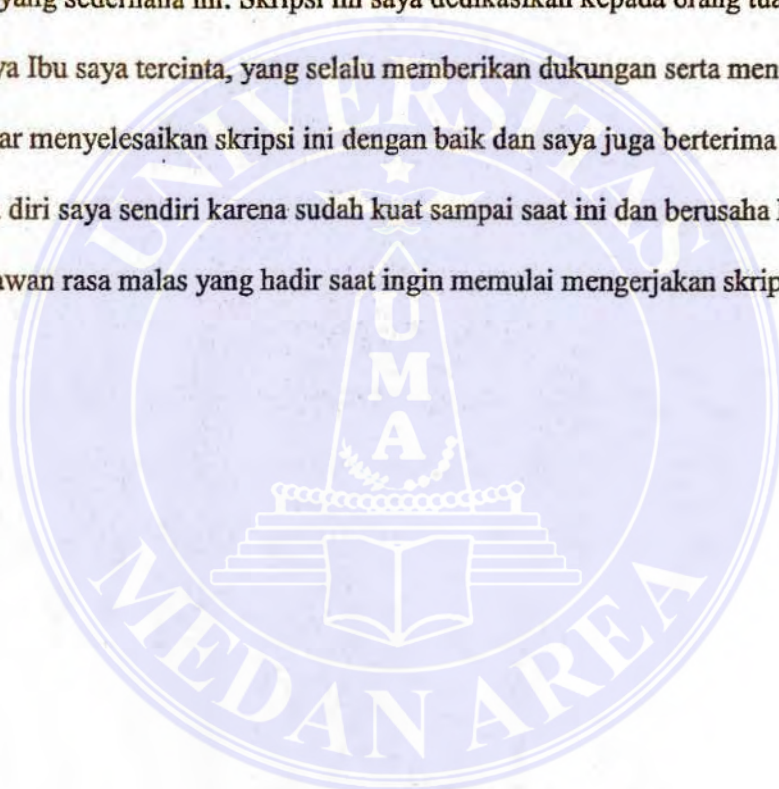 yang sederhana ini. Skripsi ini saya dedikasikan kepada orang tua
Ibu saya tercinta, yang selalu memberikan dukungan serta men
ar menyelesaikan skripsi ini dengan baik dan saya juga berterima
diri saya sendiri karena sudah kuat sampai saat ini dan berusaha
awan rasa malas yang hadir saat ingin memulai mengerjakan skrip
UNIVERSITAS
UMA
MEDAN AREA